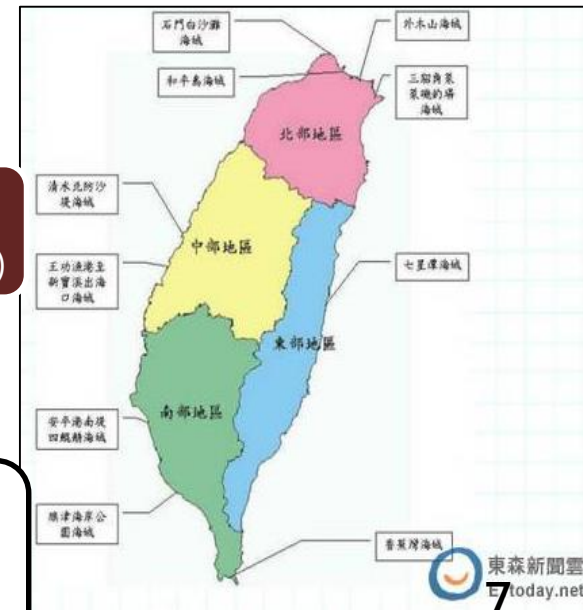 石門白沙灘
海域
外木山海域
和平島海域
三貂角萊
萊磯釣場
海域
北部地區
清水北防沙
堤海域
中部地區
王功漁港至
新寶溪出海
口海域
七星潭海域
東部地區
南部地區
安平港南堤
四鯤鯓海域
旗津海岸公
園海域
香蕉灣海域
東森新聞雲
ETtoday.net
7
)